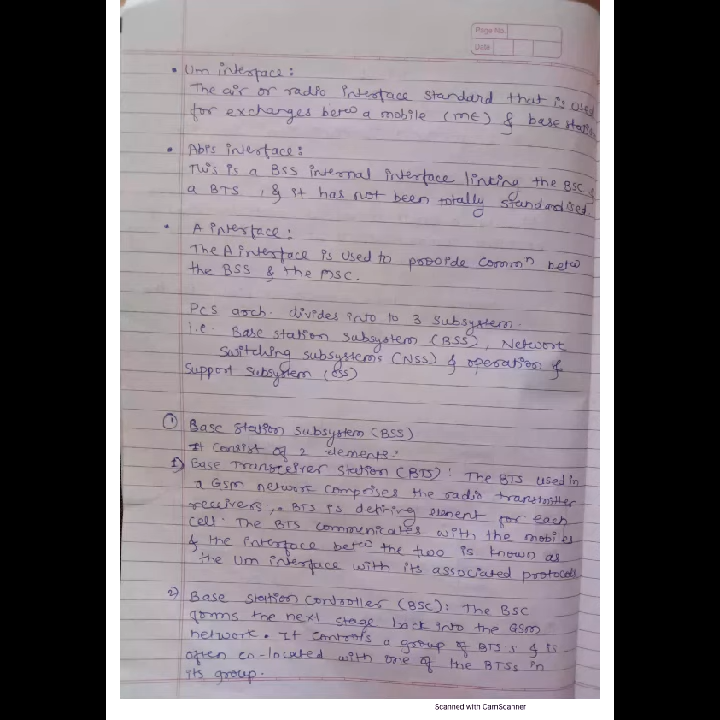 Page No.
Date
• Um interface:
The air or radio interface standard that is used
for exchanges betⁿ a mobile (ME) & base station
• Abis interface:
This is a BSS internal interface linking the BSC &
a BTS, & it has not been totally standardised.
• A interface:
The A interface is used to provide commⁿ betⁿ
the BSS & the MSC.
PCS arch. divides into 3 subsystem.
i.e. Base station subsystem (BSS), Network
switching subsystems (NSS) & operation &
Support subsystem (OSS)
① Base station subsystem (BSS)
It consist of 2 elements:
1) Base Transceiver Station (BTS): The BTS used in
a GSM network comprises the radio transmitter
receivers, BTS is defining element for each
cell. The BTS communicates with the mobiles
& the interface betⁿ the two is known as
the Um interface with its associated protocols
2) Base station controller (BSC): The BSC
forms the next stage back into the GSM
network. It controls a group of BTS s & is
often co-located with one of the BTSs in
its group.
Scanned with CamScanner